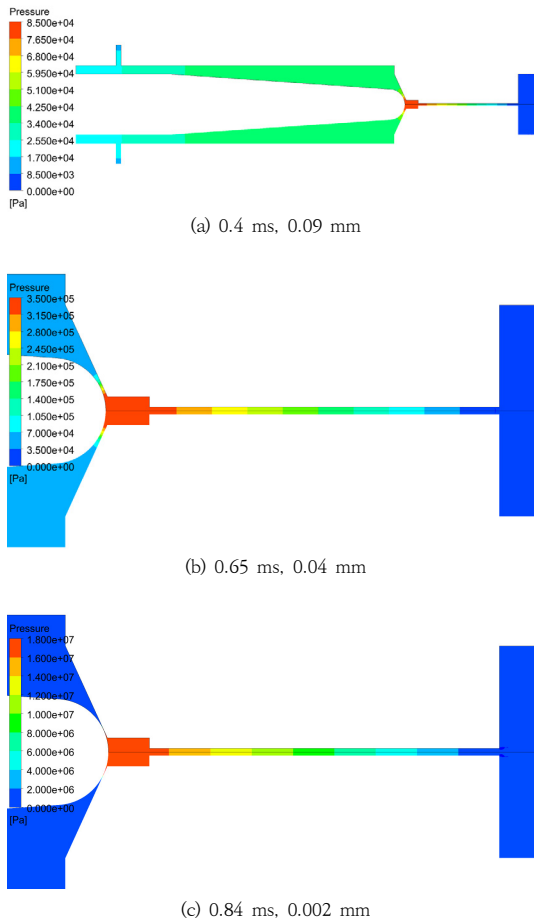 Pressure
8.500e+04
7.650e+04
6.800e+04
5.950e+04
5.100e+04
4.250e+04
3.400e+04
2.550e+04
1.700e+04
8.500e+03
0.000e+00
[Pa]
(a) 0.4 ms, 0.09 mm
Pressure
3.500e+05
3.150e+05
2.800e+05
2.450e+05
2.100e+05
1.750e+05
1.400e+05
1.050e+05
7.000e+04
3.500e+04
0.000e+00
[Pa]
(b) 0.65 ms, 0.04 mm
Pressure
1.800e+07
1.600e+07
1.400e+07
1.200e+07
1.000e+07
8.000e+06
6.000e+06
4.000e+06
2.000e+06
0.000e+00
[Pa]
(c) 0.84 ms, 0.002 mm